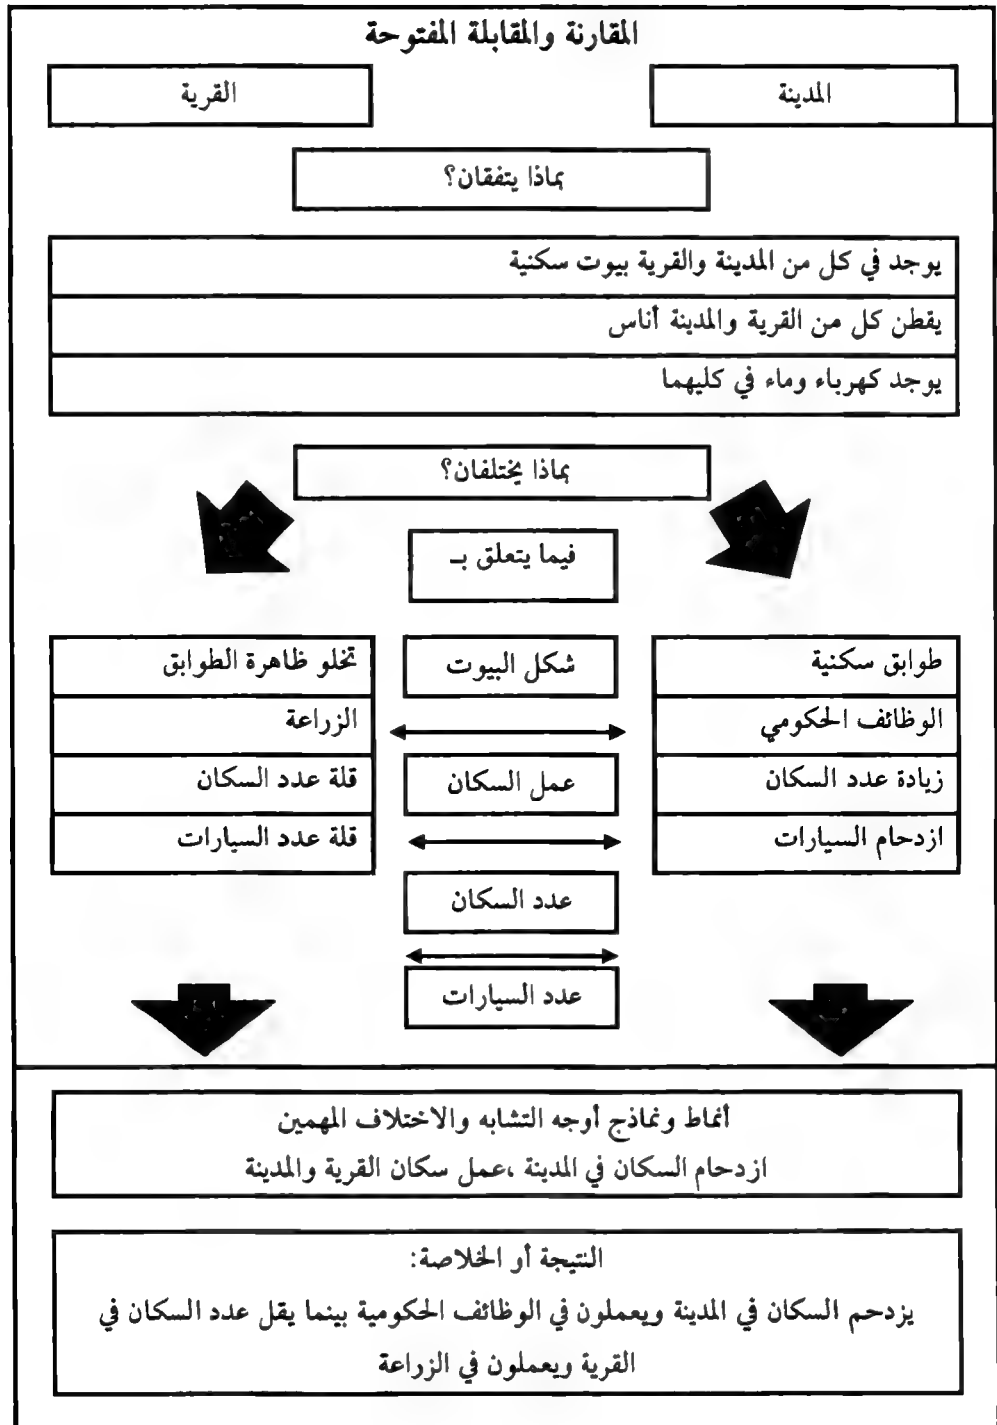 المقارنة والمقابلة المفتوحة
المدينة
القرية
بماذا يتفقان؟
يوجد في كل من المدينة والقرية بيوت سكنية
يقطن كل من القرية والمدينة أناس
يوجد كهرباء وماء في كليهما
بماذا يختلفان؟
فيما يتعلق بـ
طوابق سكنية
شكل البيوت
تخلو ظاهرة الطوابق
الوظائف الحكومي
الزراعة
زيادة عدد السكان
عمل السكان
قلة عدد السكان
ازدحام السيارات
قلة عدد السيارات
عدد السكان
عدد السيارات
أنماط ونماذج أوجه التشابه والاختلاف المهمين
ازدحام السكان في المدينة ،عمل سكان القرية والمدينة
النتيجة أو الخلاصة:
يزدحم السكان في المدينة ويعملون في الوظائف الحكومية بينما يقل عدد السكان في
القرية ويعملون في الزراعة